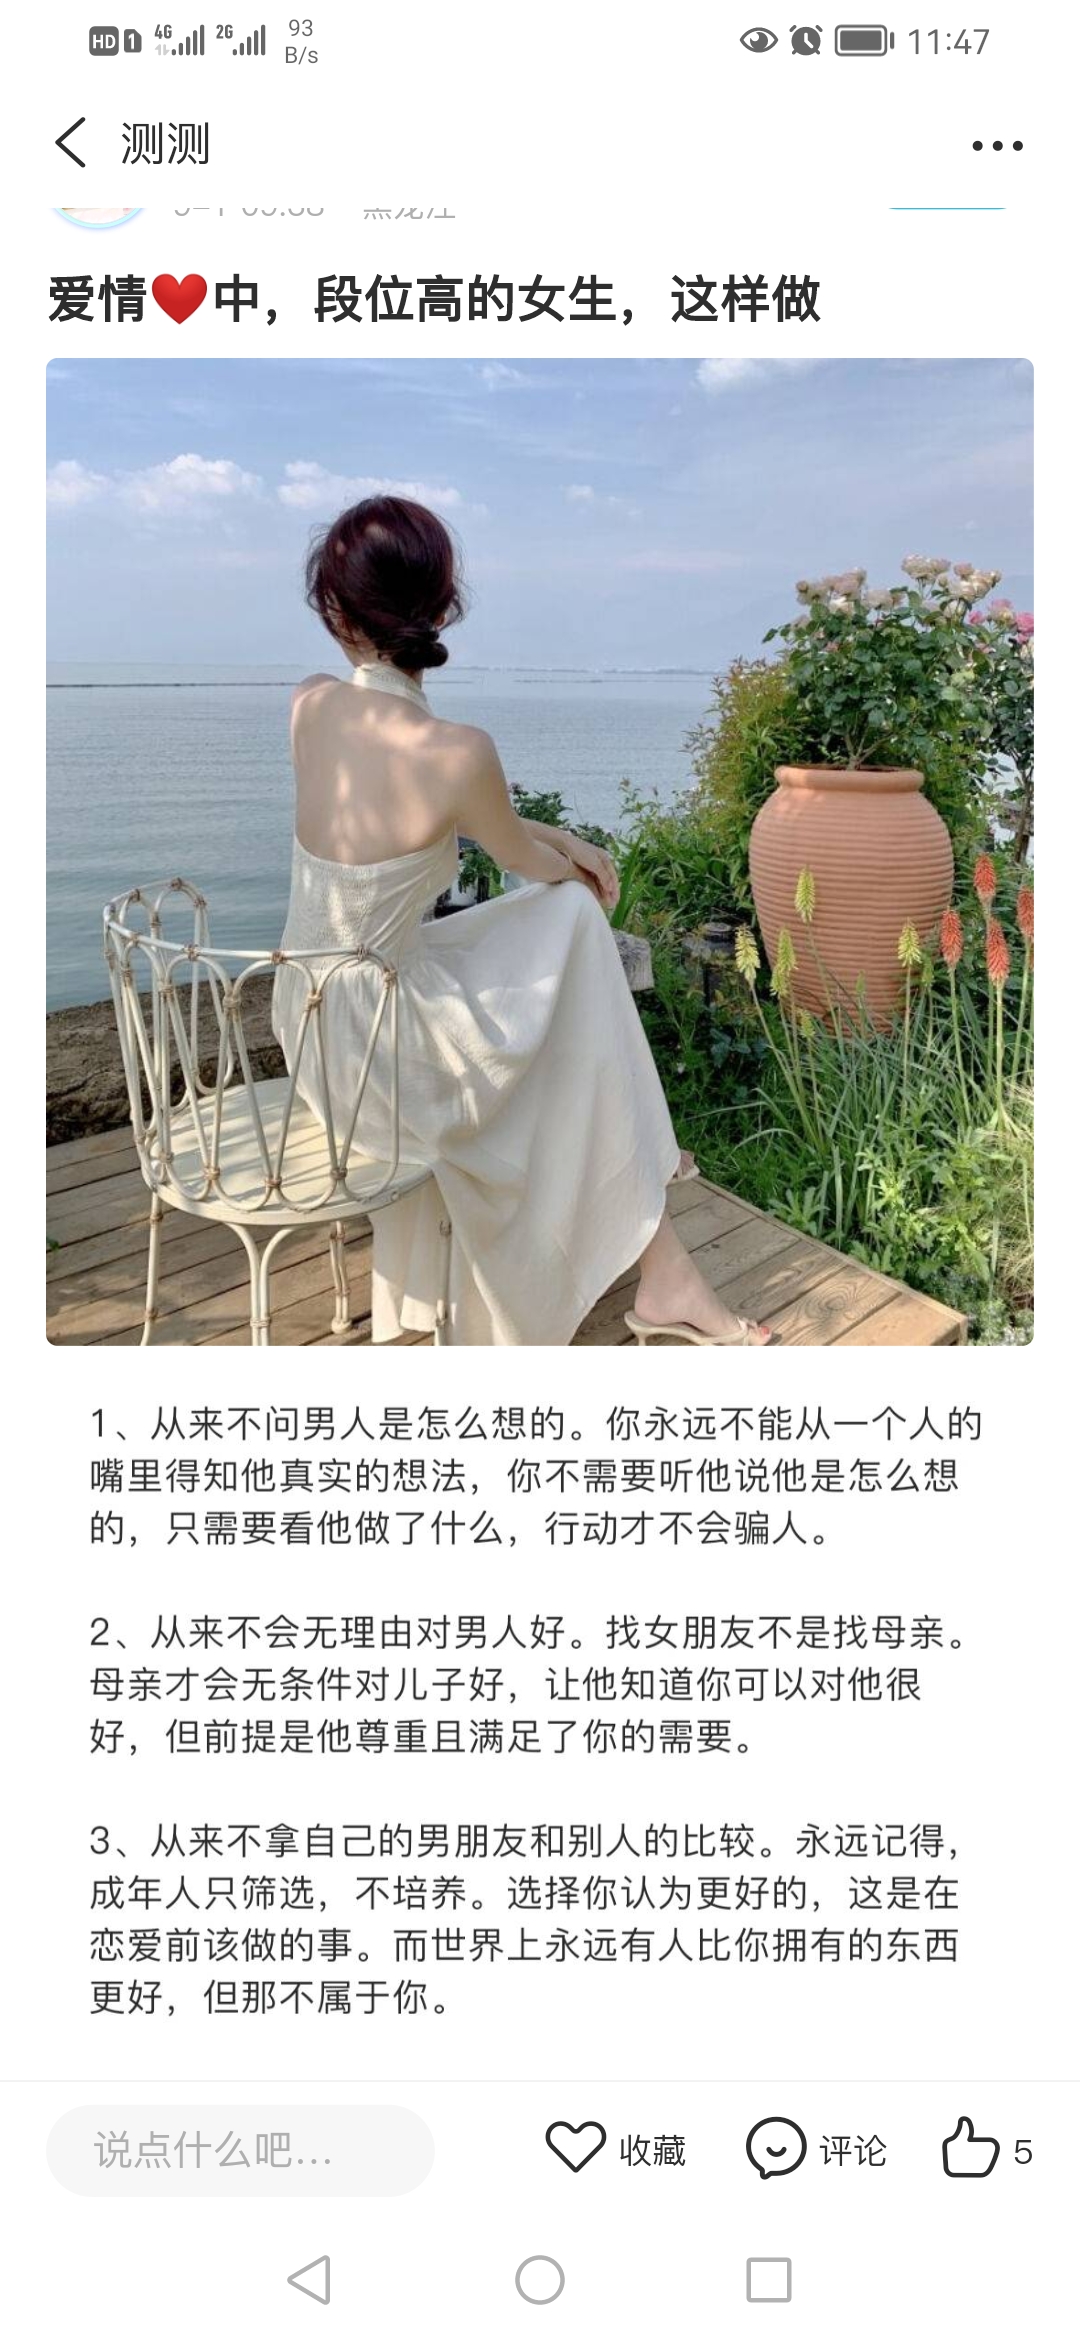 HD 1 4G 2G 93 B/s 11:47
测测
爱情❤️中，段位高的女生，这样做
1、从来不问男人是怎么想的。你永远不能从一个人的
嘴里得知他真实的想法，你不需要听他说他是怎么想
的，只需要看他做了什么，行动才不会骗人。
2、从来不会无理由对男人好。找女朋友不是找母亲。
母亲才会无条件对儿子好，让他知道你可以对他很
好，但前提是他尊重且满足了你的需要。
3、从来不拿自己的男朋友和别人的比较。永远记得，
成年人只筛选，不培养。选择你认为更好的，这是在
恋爱前该做的事。而世界上永远有人比你拥有的东西
更好，但那不属于你。
说点什么吧... 收藏 评论 5